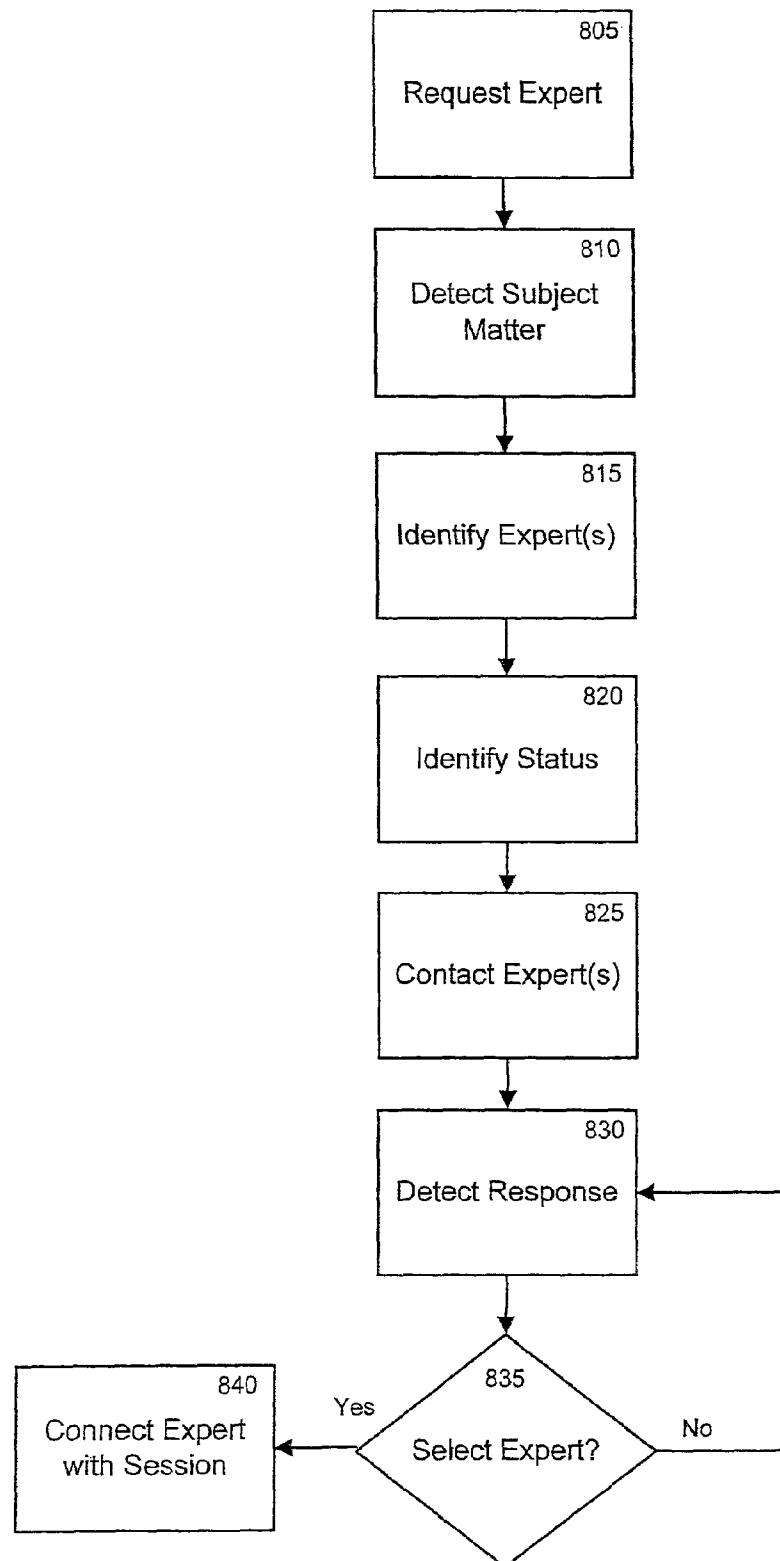 805
Request Expert
810
Detect Subject
Matter
815
Identify Expert(s)
820
Identify Status
825
Contact Expert(s)
830
Detect Response
835
Select Expert?
Yes
No
840
Connect Expert
with Session